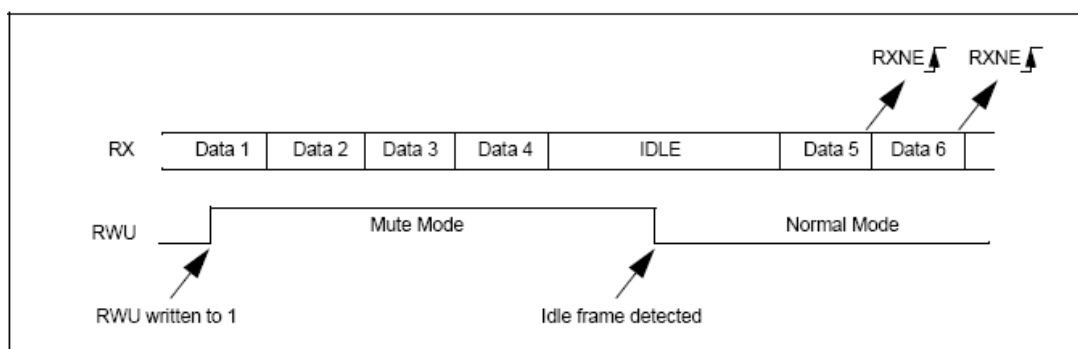 RXNE RXNE
RX Data 1 Data 2 Data 3 Data 4 IDLE Data 5 Data 6
RWU Mute Mode Normal Mode
RWU written to 1 Idle frame detected